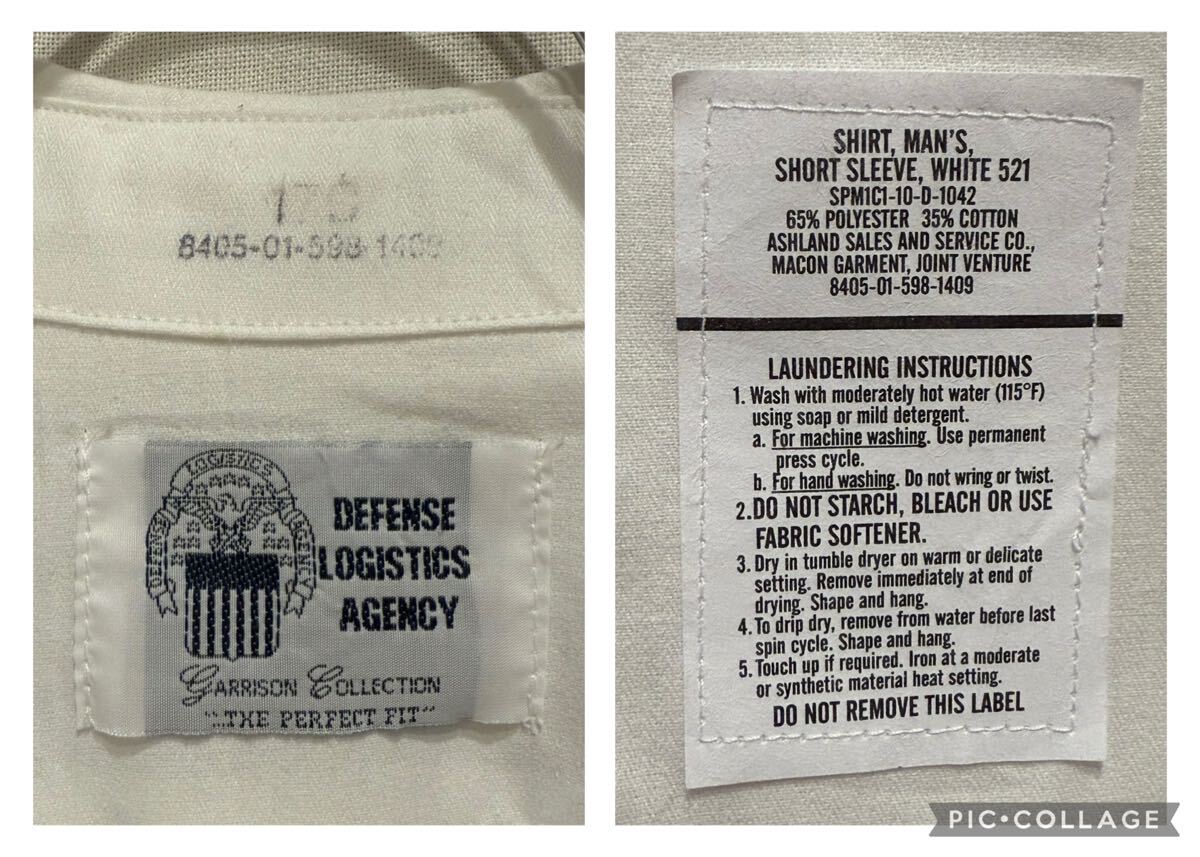 8405-01-598-1409
LOGISTICS
DEFENSE
AGENCY
DEFENSE
LOGISTICS
AGENCY
GARRISON COLLECTION
"...THE PERFECT FIT"
SHIRT, MAN'S,
SHORT SLEEVE, WHITE 521
SPM1C1-10-D-1042
65% POLYESTER 35% COTTON
ASHLAND SALES AND SERVICE CO.,
MACON GARMENT, JOINT VENTURE
8405-01-598-1409
LAUNDERING INSTRUCTIONS
1. Wash with moderately hot water (115°F)
using soap or mild detergent.
a. For machine washing. Use permanent
press cycle.
b. For hand washing. Do not wring or twist.
2. DO NOT STARCH, BLEACH OR USE
FABRIC SOFTENER.
3. Dry in tumble dryer on warm or delicate
setting. Remove immediately at end of
drying. Shape and hang.
4. To drip dry, remove from water before last
spin cycle. Shape and hang.
5. Touch up if required. Iron at a moderate
or synthetic material heat setting.
DO NOT REMOVE THIS LABEL
PIC•COLLAGE